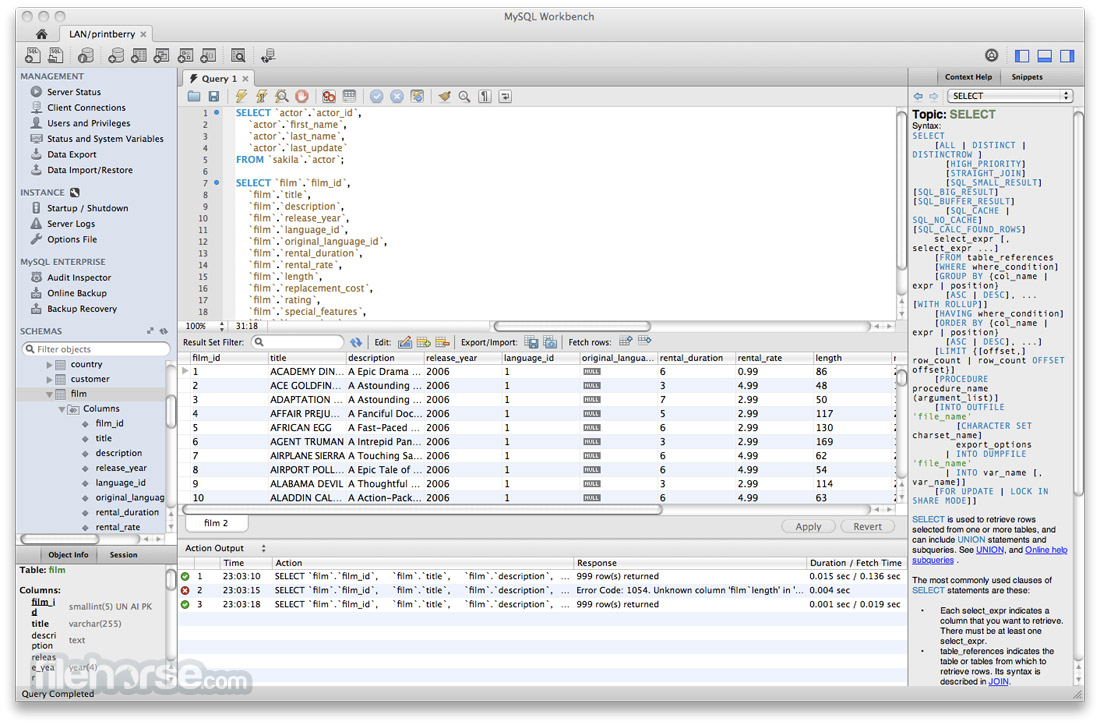 MySQL Workbench
LAN/printberry
MANAGEMENT
Server Status
Client Connections
Users and Privileges
Status and System Variables
Data Export
Data Import/Restore
INSTANCE
Startup / Shutdown
Server Logs
Options File
MySQL ENTERPRISE
Audit Inspector
Online Backup
Backup Recovery
SCHEMAS
Filter objects
country
customer
film
Columns
film_id
title
description
release_year
language_id
original_languag
rental_duration
rental_rate
Object Info Session
Table: film
Columns:
film_i
d
smallint(5) UN AI PK
title varchar(255)
descri
ption
text
releas
e_yea
r
year(4)
Query Completed
Query 1
1 SELECT `actor`.`actor_id`,
2 `actor`.`first_name`,
3 `actor`.`last_name`,
4 `actor`.`last_update`
5 FROM `sakila`.`actor`;
6
7 SELECT `film`.`film_id`,
8 `film`.`title`,
9 `film`.`description`,
10 `film`.`release_year`,
11 `film`.`language_id`,
12 `film`.`original_language_id`,
13 `film`.`rental_duration`,
14 `film`.`rental_rate`,
15 `film`.`length`,
16 `film`.`replacement_cost`,
17 `film`.`rating`,
18 `film`.`special_features`,
100% 31:18
Result Set Filter: Edit: Export/Import: Fetch rows:
film_id title description release_year language_id original_langua... rental_duration rental_rate length
1 ACADEMY DIN... A Epic Drama ... 2006 1 NULL 6 0.99 86
2 ACE GOLDFIN... A Astounding ... 2006 1 NULL 3 4.99 48
3 ADAPTATION ... A Astounding ... 2006 1 NULL 7 2.99 50
4 AFFAIR PREJU... A Fanciful Doc... 2006 1 NULL 5 2.99 117
5 AFRICAN EGG A Fast-Paced ... 2006 1 NULL 6 2.99 130
6 AGENT TRUMAN A Intrepid Pan... 2006 1 NULL 3 2.99 169
7 AIRPLANE SIERRA A Touching Sa... 2006 1 NULL 6 4.99 62
8 AIRPORT POLL... A Epic Tale of ... 2006 1 NULL 6 4.99 54
9 ALABAMA DEVIL A Thoughtful ... 2006 1 NULL 3 2.99 114
10 ALADDIN CAL... A Action-Pack... 2006 1 NULL 6 4.99 63
film 2
Apply Revert
Action Output
Time Action Response Duration / Fetch Time
1 23:03:10 SELECT `film`.`film_id`, `film`.`title`, `film`.`description`, ... 999 row(s) returned 0.015 sec / 0.136 sec
2 23:03:15 SELECT `film`.`film_id`, `film`.`title`, `film`.`description`, ... Error Code: 1054. Unknown column 'film`length' in '... 0.004 sec
3 23:03:18 SELECT `film`.`film_id`, `film`.`title`, `film`.`description`, ... 999 row(s) returned 0.001 sec / 0.019 sec
Context Help Snippets
SELECT
Topic: SELECT
Syntax:
SELECT
[ALL | DISTINCT |
DISTINCTROW ]
[HIGH_PRIORITY]
[STRAIGHT_JOIN]
[SQL_SMALL_RESULT]
[SQL_BIG_RESULT]
[SQL_BUFFER_RESULT]
[SQL_CACHE |
SQL_NO_CACHE]
[SQL_CALC_FOUND_ROWS]
select_expr [,
select_expr ...]
[FROM table_references
[WHERE where_condition]
[GROUP BY {col_name |
expr | position}
[ASC | DESC], ...
[WITH ROLLUP]]
[HAVING where_condition]
[ORDER BY {col_name |
expr | position}
[ASC | DESC], ...]
[LIMIT {[offset,]
row_count | row_count OFFSET
offset}]
[PROCEDURE
procedure_name
(argument_list)]
[INTO OUTFILE
'file_name'
[CHARACTER SET
charset_name]
export_options
| INTO DUMPFILE
'file_name'
| INTO var_name [,
var_name]]
[FOR UPDATE | LOCK IN
SHARE MODE]]
SELECT is used to retrieve rows
selected from one or more tables, and
can include UNION statements and
subqueries. See UNION, and Online help
subqueries .
The most commonly used clauses of
SELECT statements are these:
• Each select_expr indicates a
column that you want to retrieve.
There must be at least one
select_expr.
• table_references indicates the
table or tables from which to
retrieve rows. Its syntax is
described in JOIN.
filehorse.com